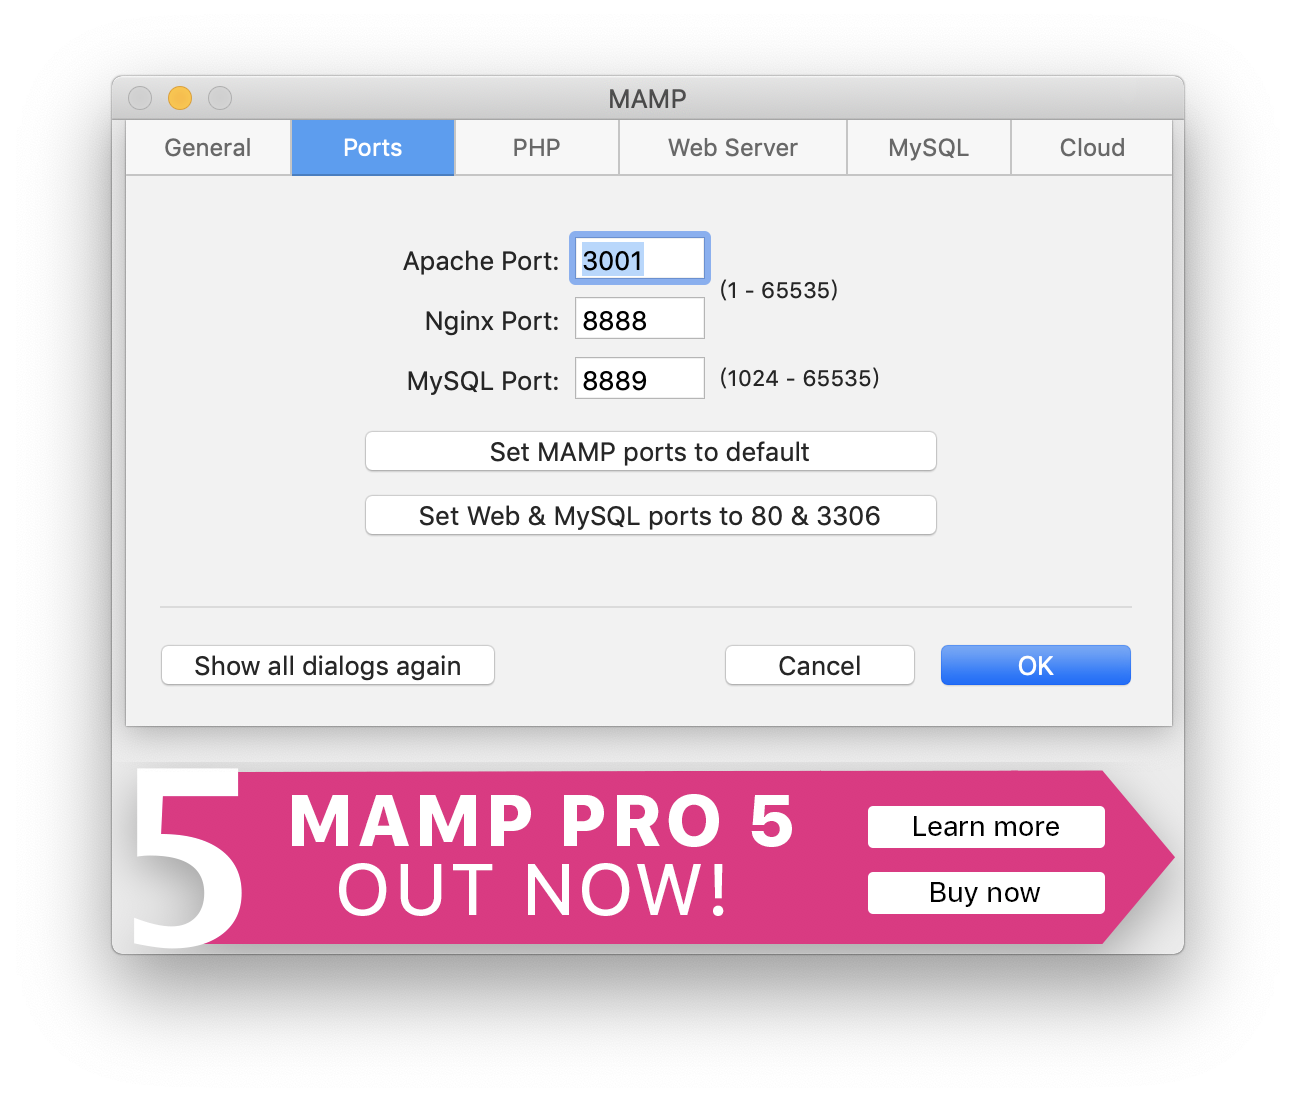 MAMP
General Ports PHP Web Server MySQL Cloud
Apache Port: 3001
(1 - 65535)
Nginx Port: 8888
MySQL Port: 8889 (1024 - 65535)
Set MAMP ports to default
Set Web & MySQL ports to 80 & 3306
Show all dialogs again Cancel OK
5
MAMP PRO 5
OUT NOW!
Learn more
Buy now